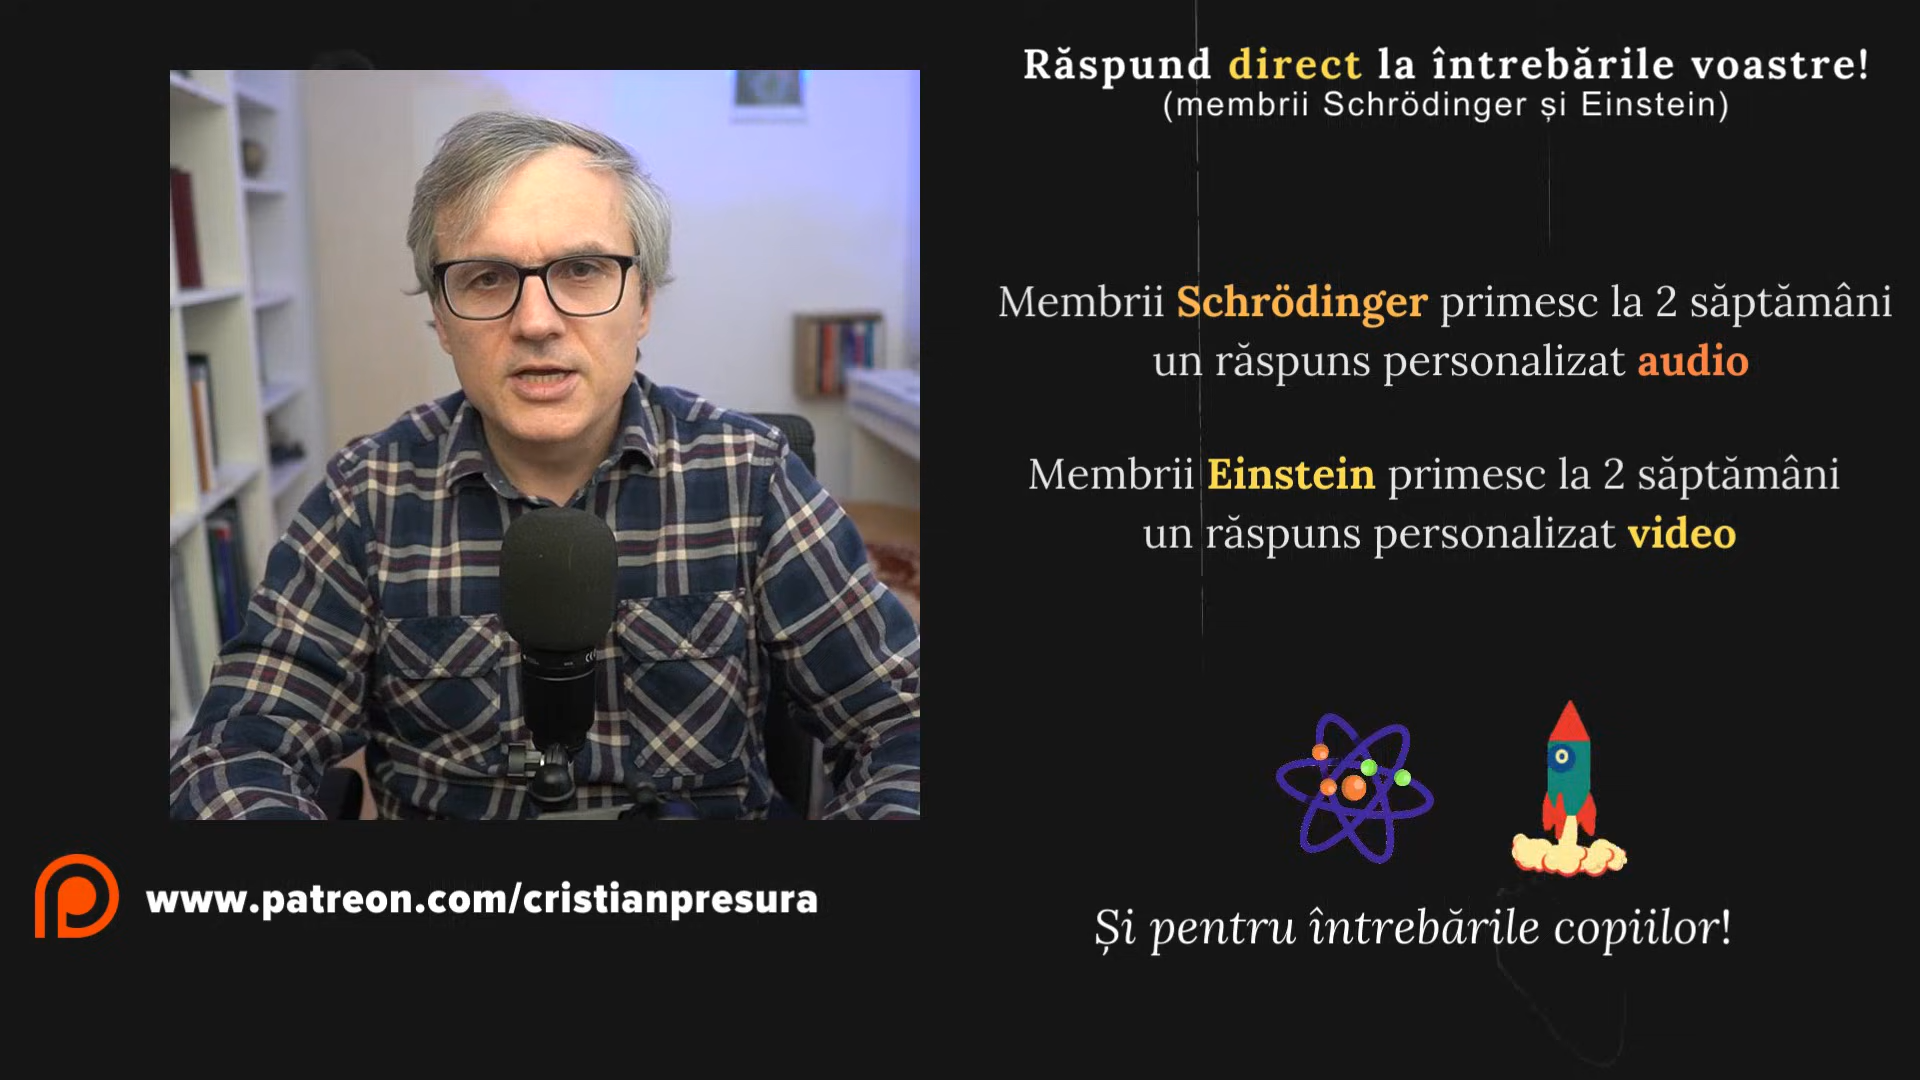 Răspund direct la întrebările voastre!
(membrii Schrödinger și Einstein)
Membrii Schrödinger primesc la 2 săptămâni
un răspuns personalizat audio
Membrii Einstein primesc la 2 săptămâni
un răspuns personalizat video
Și pentru întrebările copiilor!
www.patreon.com/cristianpresura